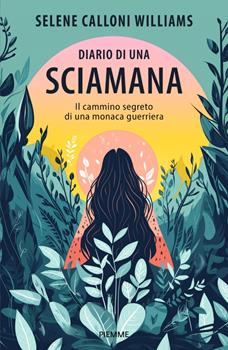 SELENE CALLONI WILLIAMS
DIARIO DI UNA
SCIAMANA
Il cammino segreto
di una monaca guerriera
PIEMME